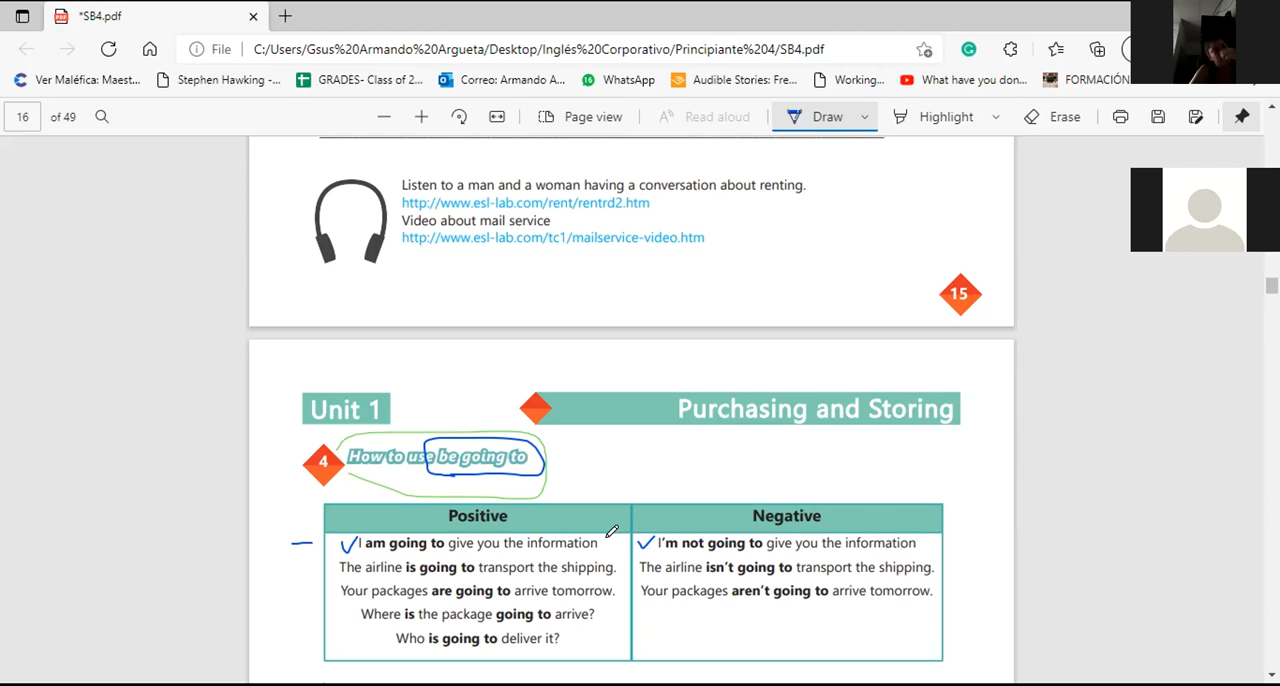 *SB4.pdf
File C:/Users/Gsus%20Armando%20Argueta/Desktop/Inglés%20Corporativo/Principiante%204/SB4.pdf
Ver Maléfica: Maest... Stephen Hawking -... GRADES- Class of 2... Correo: Armando A... WhatsApp Audible Stories: Fre... Working... What have you don... FORMACIÓN
16 of 49 Page view Read aloud Draw Highlight Erase
Listen to a man and a woman having a conversation about renting.
http://www.esl-lab.com/rent/rentrd2.htm
Video about mail service
http://www.esl-lab.com/tc1/mailservice-video.htm
15
Unit 1 Purchasing and Storing
4 How to use be going to
Positive Negative
I am going to give you the information I'm not going to give you the information
The airline is going to transport the shipping. The airline isn't going to transport the shipping.
Your packages are going to arrive tomorrow. Your packages aren't going to arrive tomorrow.
Where is the package going to arrive?
Who is going to deliver it?